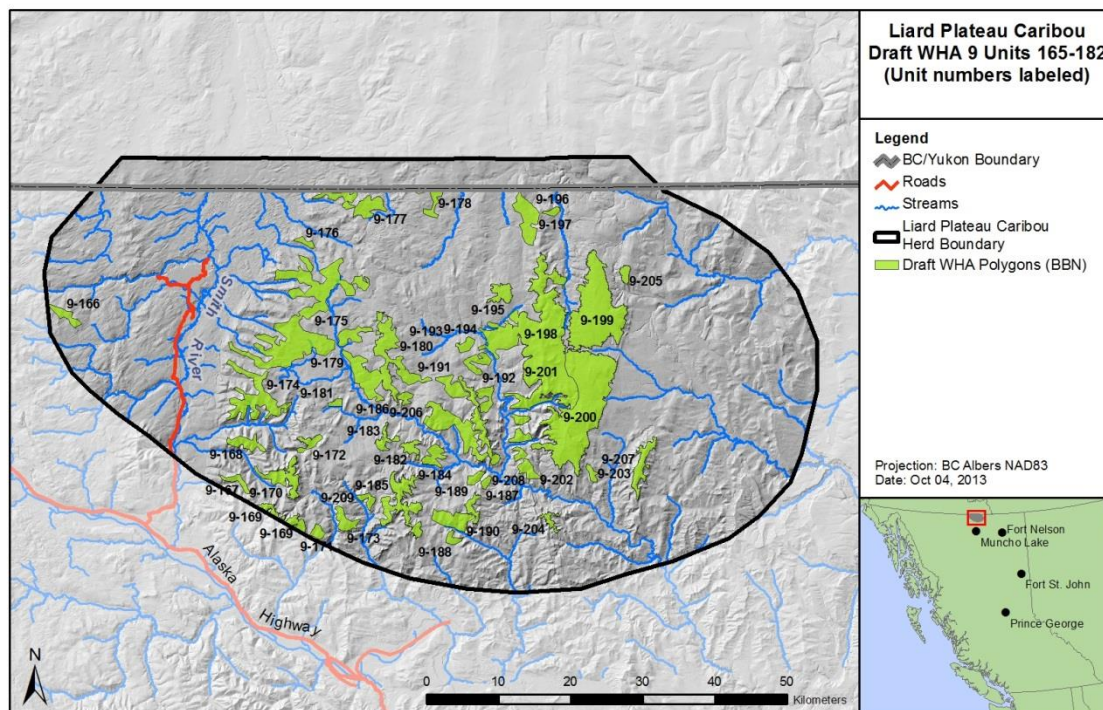 Liard Plateau Caribou
Draft WHA 9 Units 165-182
(Unit numbers labeled)
Legend
BC/Yukon Boundary
Roads
Streams
Liard Plateau Caribou
Herd Boundary
Draft WHA Polygons (BBN)
Projection: BC Albers NAD83
Date: Oct 04, 2013
Fort Nelson
Muncho Lake
Fort St. John
Prince George
9-196
9-178
9-177
9-197
9-176
9-205
9-166
Smith
River
9-195
9-175
9-199
9-193
9-194
9-198
9-180
9-179
9-191
9-201
9-192
9-174
9-181
9-186
9-206
9-200
9-183
9-168
9-172
9-182
9-207
9-184
9-203
9-202
9-208
9-167
9-170
9-185
9-189
9-187
9-209
9-169
9-204
9-169
9-190
9-171
9-173
9-188
Alaska
Highway
N
0
10
20
30
40
50
Kilometers